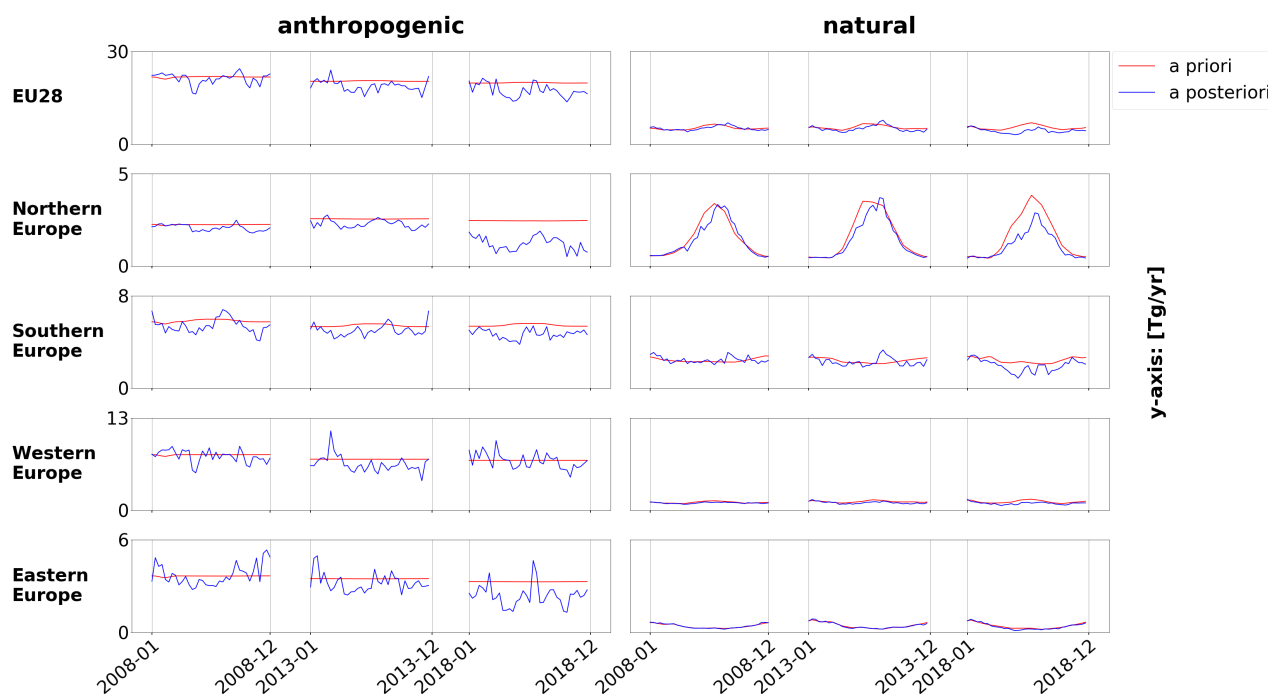 anthropogenic
natural
a priori
a posteriori
EU28
30
0
Northern
Europe
5
0
Southern
Europe
8
0
Western
Europe
13
0
Eastern
Europe
6
0
y-axis: [Tg/yr]
2008-01
2008-12
2013-01
2013-12
2018-01
2018-12
2008-01
2008-12
2013-01
2013-12
2018-01
2018-12